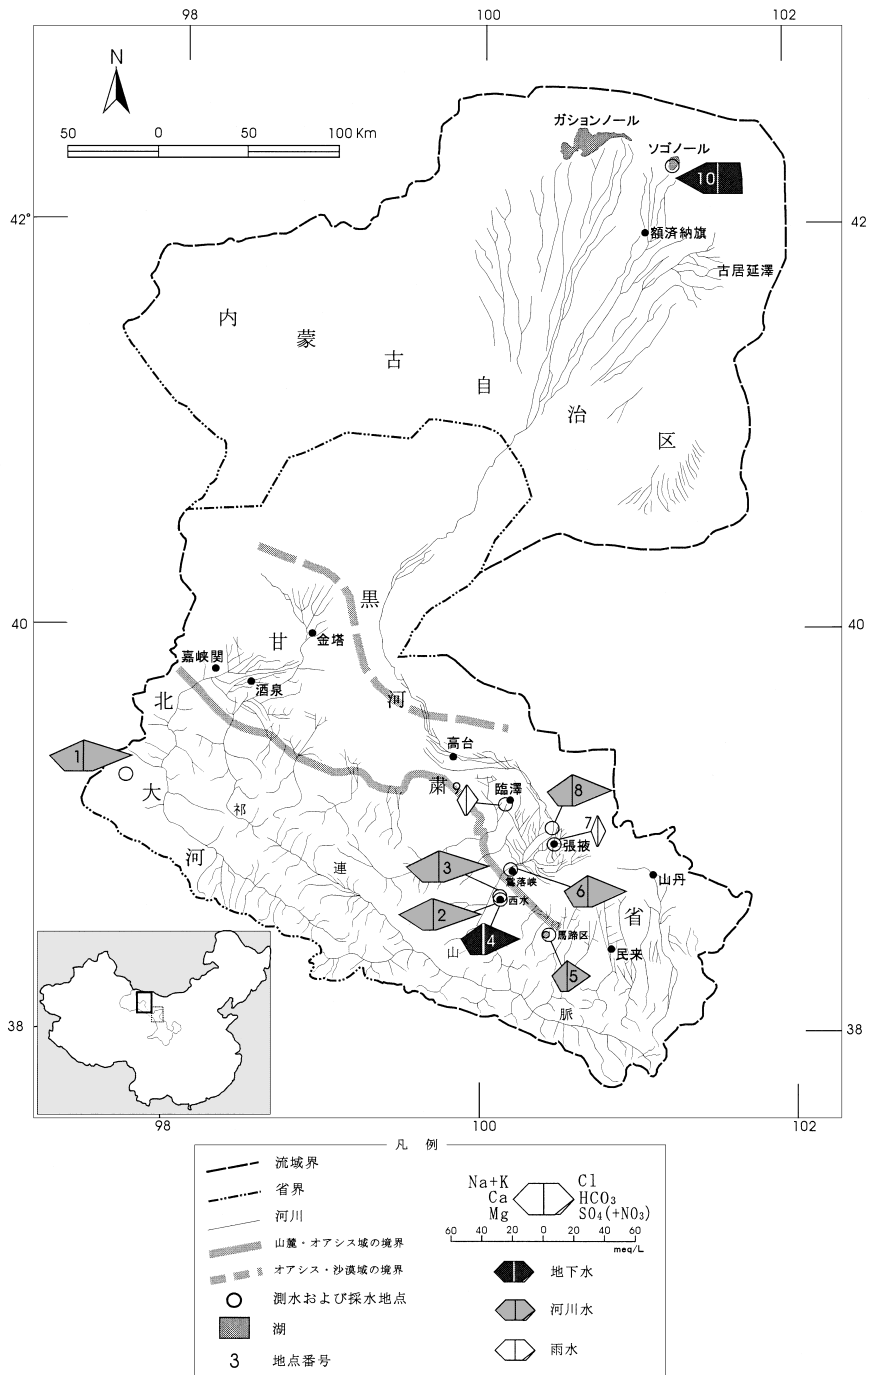 98
100
102
N
50
0
50
100 Km
ガションノール
ソゴノール
10
42°
42
額済納旗
古居延澤
内
蒙
古
自
治
区
黒
40
40
金塔
甘
嘉峡関
酒泉
北
河
高台
1
肅
9
臨澤
8
大
7
祁
張掖
3
河
連
6
山丹
2
西水
省
4
馬蹄区
山
民来
5
脈
38
38
98
100
102
凡 例
流域界
省界
河川
山麓・オアシス域の境界
オアシス・沙漠域の境界
測水および採水地点
湖
3 地点番号
Na+K Cl
Ca HCO₃
Mg SO₄(+NO₃)
60 40 20 0 20 40 60
meq/L
地下水
河川水
雨水